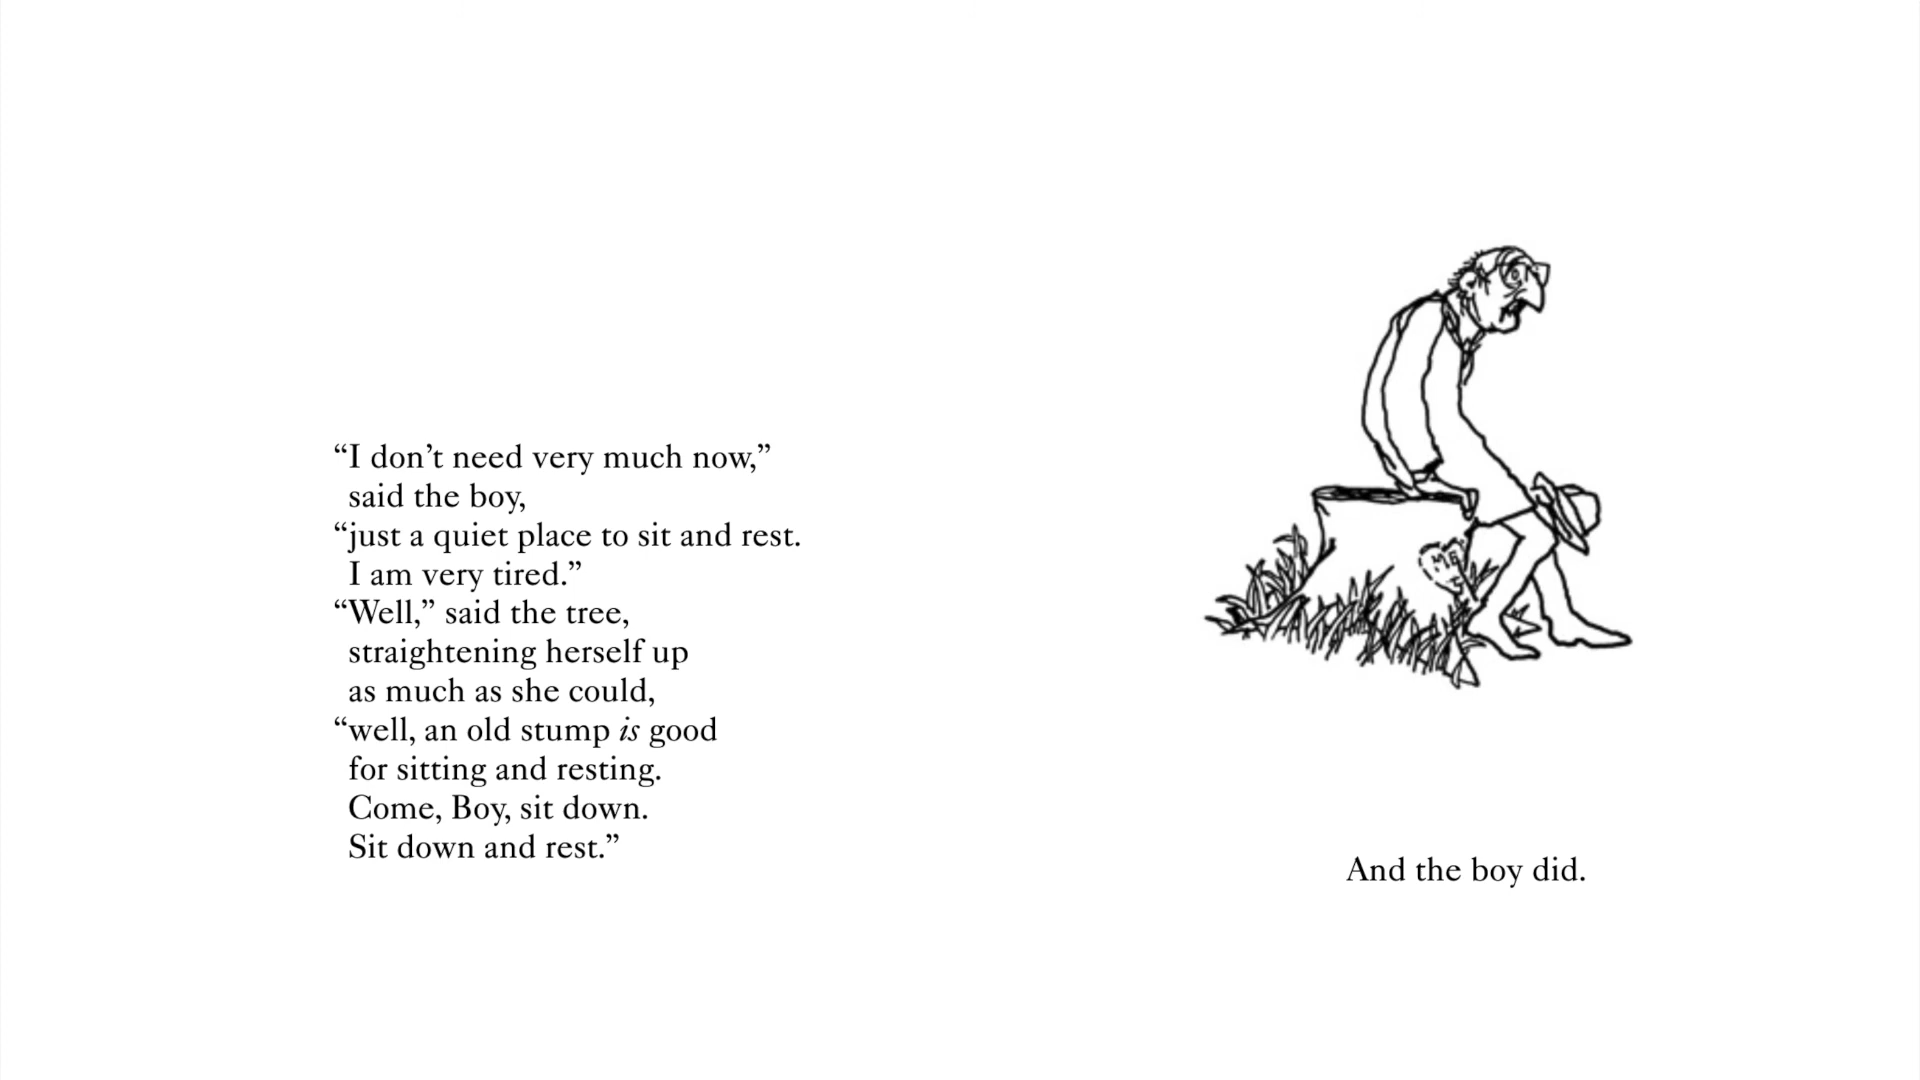 “I don’t need very much now,”
said the boy,
“just a quiet place to sit and rest.
I am very tired.”
“Well,” said the tree,
straightening herself up
as much as she could,
“well, an old stump is good
for sitting and resting.
Come, Boy, sit down.
Sit down and rest.”
M.E.
And the boy did.